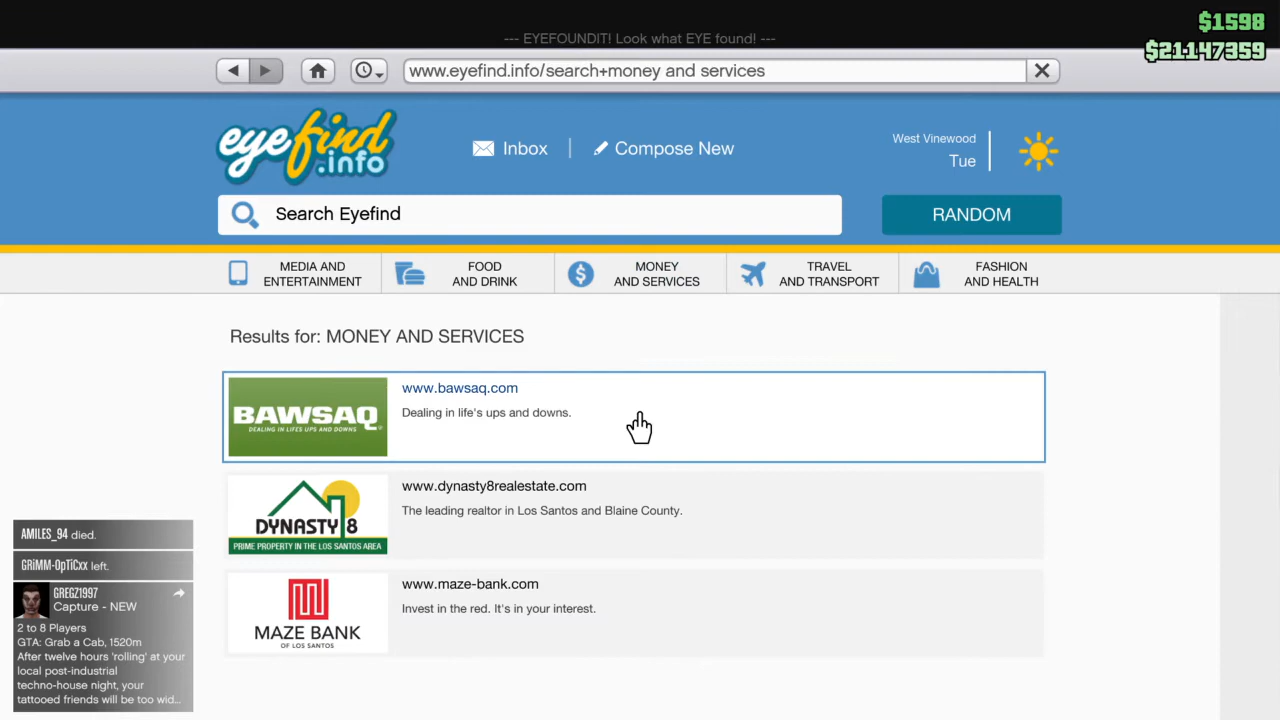 $1598
--- EYEFOUNDIT! Look what EYE found! ---
$21147359
www.eyefind.info/search+money and services
eyefind
.info
Inbox
Compose New
West Vinewood
Tue
Search Eyefind
RANDOM
MEDIA AND
ENTERTAINMENT
FOOD
AND DRINK
MONEY
AND SERVICES
TRAVEL
AND TRANSPORT
FASHION
AND HEALTH
Results for: MONEY AND SERVICES
BAWSAQ
DEALING IN LIFE'S UPS AND DOWNS
www.bawsaq.com
Dealing in life's ups and downs.
DYNASTY 8
PRIME PROPERTY IN THE LOS SANTOS AREA
www.dynasty8realestate.com
The leading realtor in Los Santos and Blaine County.
MAZE BANK
OF LOS SANTOS
www.maze-bank.com
Invest in the red. It's in your interest.
AMILES_94 died.
GRiMM-OpTiCxx left.
GREGZ1997
Capture - NEW
2 to 8 Players
GTA: Grab a Cab, 1520m
After twelve hours 'rolling' at your
local post-industrial
techno-house night, your
tattooed friends will be too wid...